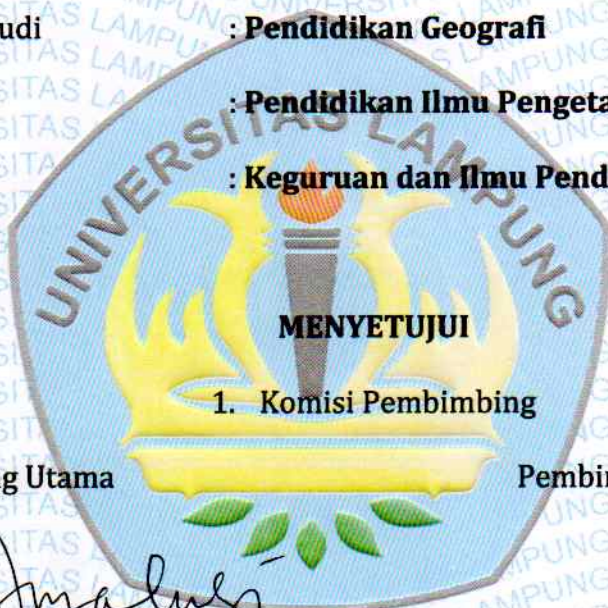 udi : Pendidikan Geografi
: Pendidikan Ilmu Pengeta
: Keguruan dan Ilmu Pend
UNIVERSITAS LAMPUNG
MENYETUJUI
1. Komisi Pembimbing
g Utama Pembi